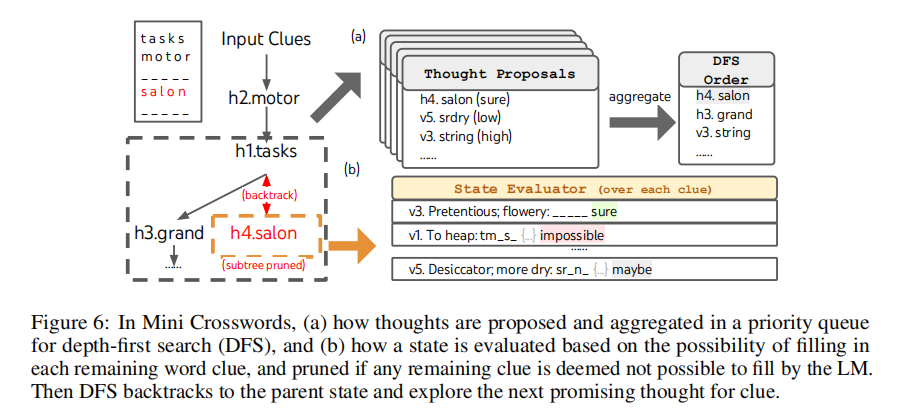 tasks
motor
_ _ _ _ _
salon
_ _ _ _ _
Input Clues
h2.motor
h1.tasks
(backtrack)
h3.grand
h4.salon
......
(subtree pruned)
(a)
Thought Proposals
h4. salon (sure)
v5. srdry (low)
v3. string (high)
......
aggregate
DFS
Order
h4. salon
h3. grand
v3. string
......
(b)
State Evaluator (over each clue)
v3. Pretentious; flowery: _ _ _ _ _ sure
v1. To heap: tm_s_ {...} impossible
......
v5. Desiccator; more dry: sr_n_ {...} maybe
Figure 6: In Mini Crosswords, (a) how thoughts are proposed and aggregated in a priority queue
for depth-first search (DFS), and (b) how a state is evaluated based on the possibility of filling in
each remaining word clue, and pruned if any remaining clue is deemed not possible to fill by the LM.
Then DFS backtracks to the parent state and explore the next promising thought for clue.